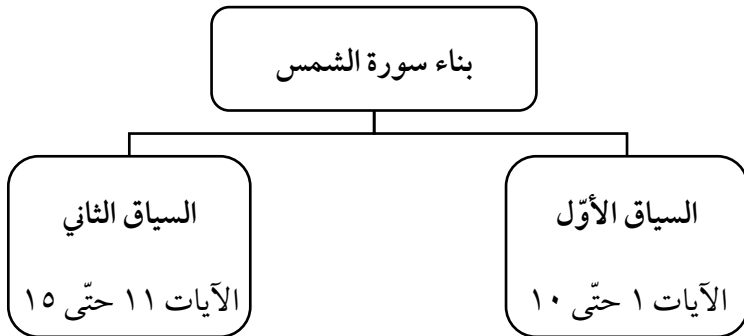 بناء سورة الشمس
السياق الأوّل
الآيات ١ حتّى ١٠
السياق الثاني
الآيات ١١ حتّى ١٥